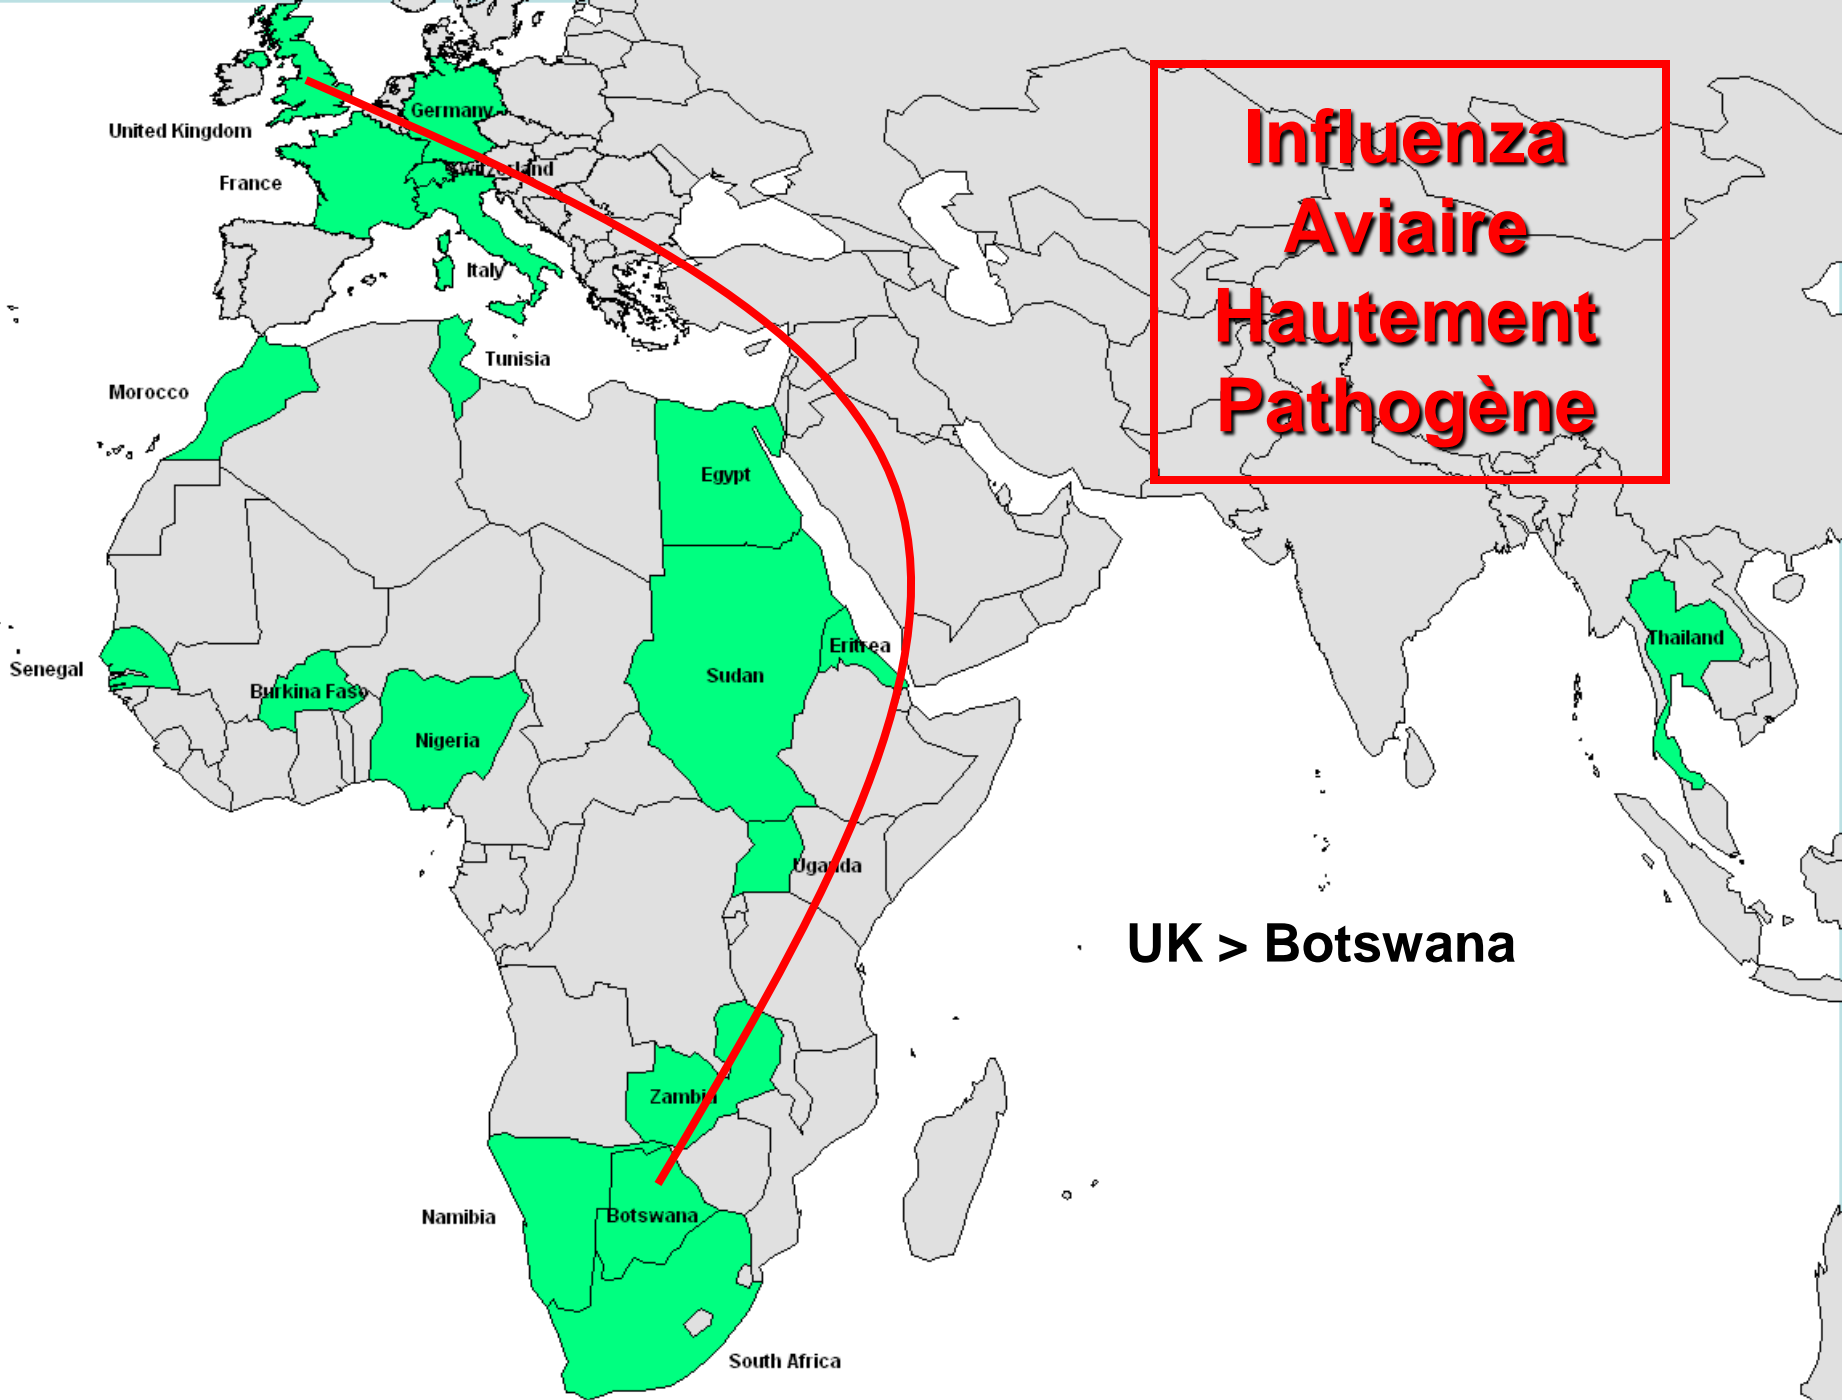 Influenza
Aviaire
Hautement
Pathogène
Germany
United Kingdom
Switzerland
France
Italy
Tunisia
Morocco
Egypt
Thailand
Eritrea
Senegal
Sudan
Burkina Faso
Nigeria
Uganda
UK > Botswana
Zambia
Namibia
Botswana
South Africa